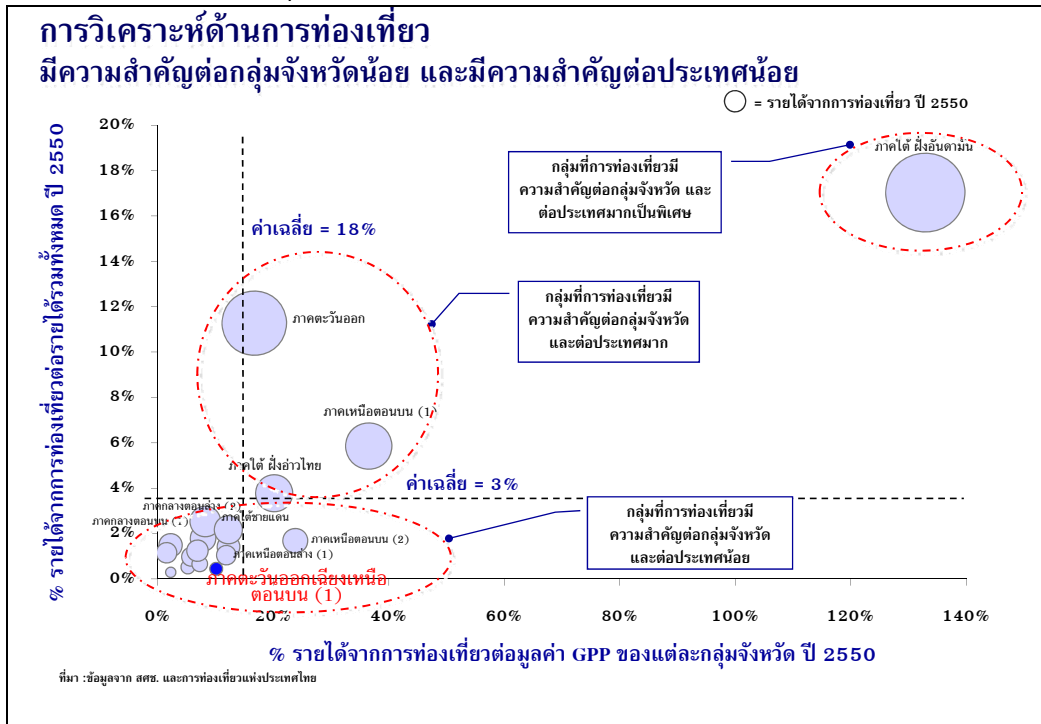 การวิเคราะห์ด้านการท่องเที่ยว
มีความสำคัญต่อกลุ่มจังหวัดน้อย และมีความสำคัญต่อประเทศน้อย
= รายได้จากการท่องเที่ยว ปี 2550
% รายได้จากการท่องเที่ยวต่อรายได้รวมทั้งหมด ปี 2550
20%
18%
16%
14%
12%
10%
8%
6%
4%
2%
0%
ภาคใต้ ฝั่งอันดามัน
กลุ่มที่การท่องเที่ยวมี
ความสำคัญต่อกลุ่มจังหวัด และ
ต่อประเทศมากเป็นพิเศษ
ค่าเฉลี่ย = 18%
กลุ่มที่การท่องเที่ยวมี
ความสำคัญต่อกลุ่มจังหวัด
และต่อประเทศมาก
ภาคตะวันออก
ภาคเหนือตอนบน (1)
ภาคใต้ ฝั่งอ่าวไทย
ค่าเฉลี่ย = 3%
กลุ่มที่การท่องเที่ยวมี
ความสำคัญต่อกลุ่มจังหวัด
และต่อประเทศน้อย
ภาคกลางตอนล่าง
ภาคใต้ชายแดน
ภาคกลางตอนบน
ภาคเหนือตอนบน (2)
ภาคเหนือตอนล่าง (1)
ภาคตะวันออกเฉียงเหนือ
ตอนบน (1)
0%
20%
40%
60%
80%
100%
120%
140%
% รายได้จากการท่องเที่ยวต่อมูลค่า GPP ของแต่ละกลุ่มจังหวัด ปี 2550
ที่มา :ข้อมูลจาก สศช. และการท่องเที่ยวแห่งประเทศไทย